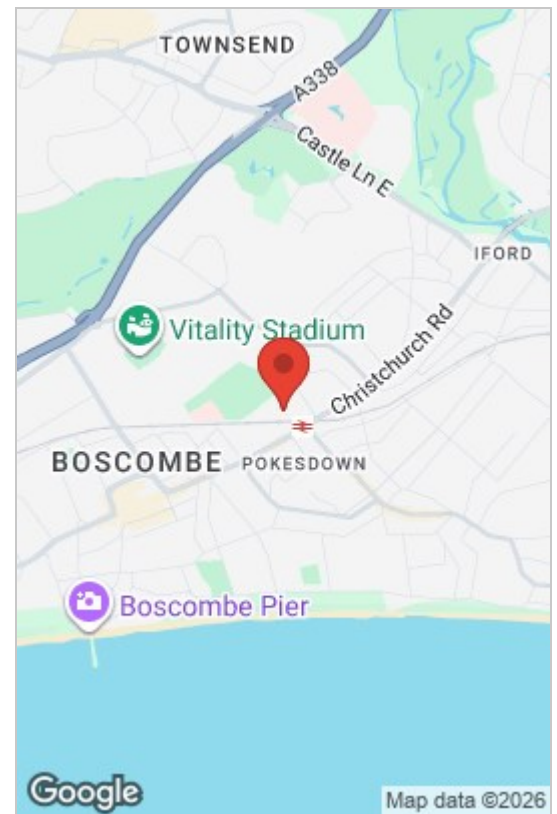 TOWNSEND
A338
Castle Ln E
IFORD
Vitality Stadium
Christchurch Rd
BOSCOMBE
POKESDOWN
Boscombe Pier
Google
Map data ©2026